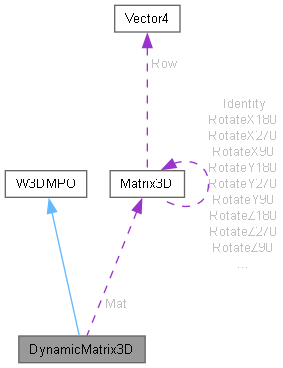 Vector4
Row
Identity
RotateX180
RotateX270
RotateX90
RotateY180
RotateY270
RotateY90
RotateZ180
RotateZ270
RotateZ90
...
W3DMPO
Matrix3D
Mat
DynamicMatrix3D